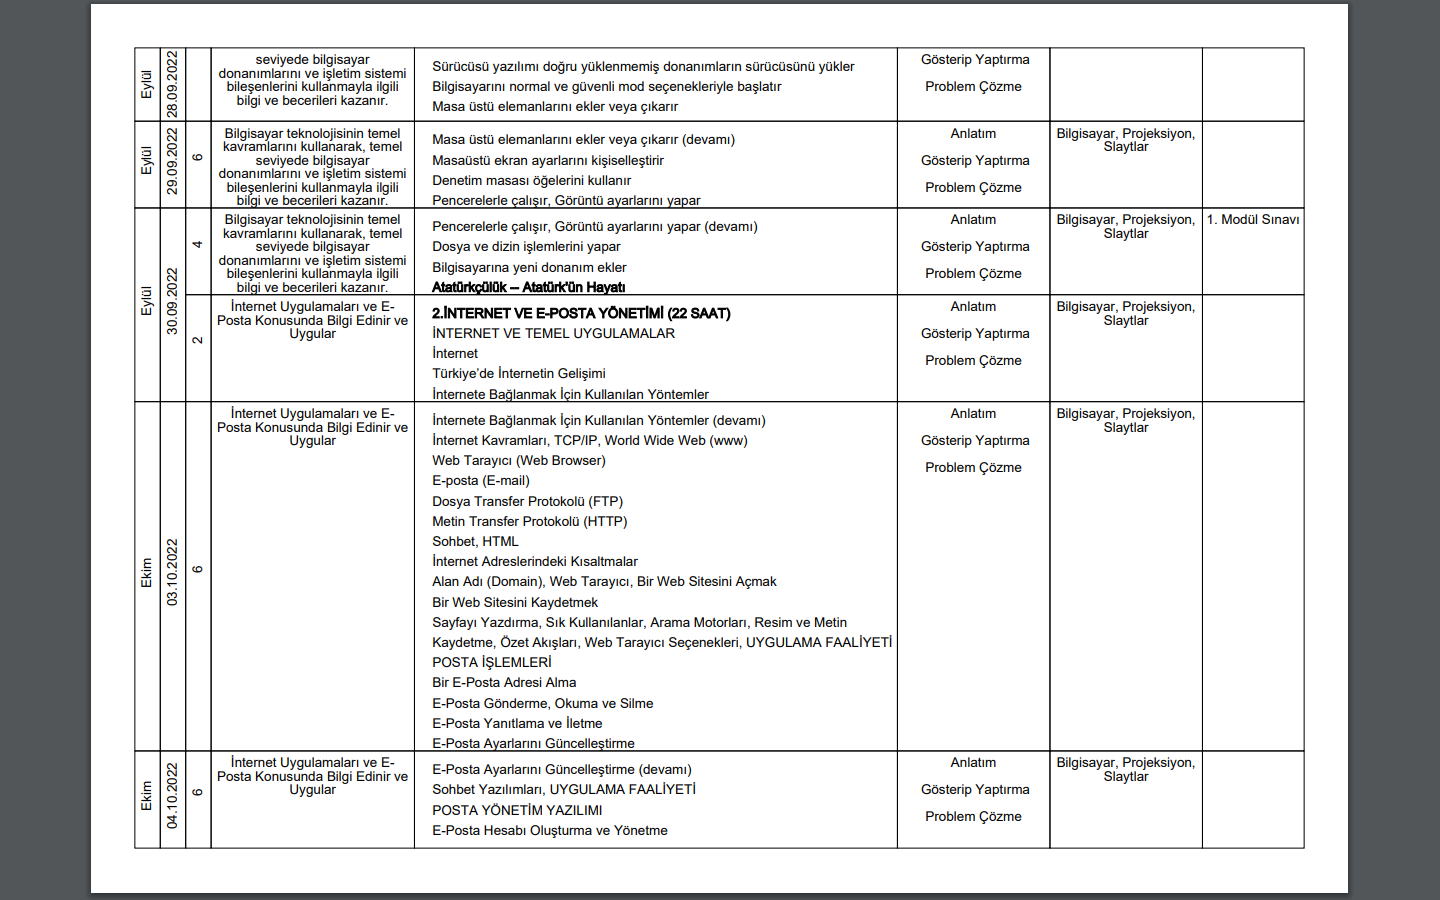 Eylül
28.09.2022
seviyede bilgisayar
donanımlarını ve işletim sistemi
bileşenlerini kullanmayla ilgili
bilgi ve becerileri kazanır.
Sürücüsü yazılımı doğru yüklenmemiş donanımların sürücüsünü yükler
Bilgisayarını normal ve güvenli mod seçenekleriyle başlatır
Masa üstü elemanlarını ekler veya çıkarır
Gösterip Yaptırma
Problem Çözme
Eylül
29.09.2022
6
Bilgisayar teknolojisinin temel
kavramlarını kullanarak, temel
seviyede bilgisayar
donanımlarını ve işletim sistemi
bileşenlerini kullanmayla ilgili
bilgi ve becerileri kazanır.
Masa üstü elemanlarını ekler veya çıkarır (devamı)
Masaüstü ekran ayarlarını kişiselleştirir
Denetim masası öğelerini kullanır
Pencerelerle çalışır, Görüntü ayarlarını yapar
Anlatım
Gösterip Yaptırma
Problem Çözme
Bilgisayar, Projeksiyon,
Slaytlar
Eylül
30.09.2022
4
Bilgisayar teknolojisinin temel
kavramlarını kullanarak, temel
seviyede bilgisayar
donanımlarını ve işletim sistemi
bileşenlerini kullanmayla ilgili
bilgi ve becerileri kazanır.
Pencerelerle çalışır, Görüntü ayarlarını yapar (devamı)
Dosya ve dizin işlemlerini yapar
Bilgisayarına yeni donanım ekler
Atatürkçülük – Atatürk'ün Hayatı
Anlatım
Gösterip Yaptırma
Problem Çözme
Bilgisayar, Projeksiyon,
Slaytlar
1. Modül Sınavı
2
İnternet Uygulamaları ve E-
Posta Konusunda Bilgi Edinir ve
Uygular
2.İNTERNET VE E-POSTA YÖNETİMİ (22 SAAT)
İNTERNET VE TEMEL UYGULAMALAR
İnternet
Türkiye'de İnternetin Gelişimi
İnternete Bağlanmak İçin Kullanılan Yöntemler
Anlatım
Gösterip Yaptırma
Problem Çözme
Bilgisayar, Projeksiyon,
Slaytlar
Ekim
03.10.2022
6
İnternet Uygulamaları ve E-
Posta Konusunda Bilgi Edinir ve
Uygular
İnternete Bağlanmak İçin Kullanılan Yöntemler (devamı)
İnternet Kavramları, TCP/IP, World Wide Web (www)
Web Tarayıcı (Web Browser)
E-posta (E-mail)
Dosya Transfer Protokolü (FTP)
Metin Transfer Protokolü (HTTP)
Sohbet, HTML
İnternet Adreslerindeki Kısaltmalar
Alan Adı (Domain), Web Tarayıcı, Bir Web Sitesini Açmak
Bir Web Sitesini Kaydetmek
Sayfayı Yazdırma, Sık Kullanılanlar, Arama Motorları, Resim ve Metin
Kaydetme, Özet Akışları, Web Tarayıcı Seçenekleri, UYGULAMA FAALİYETİ
POSTA İŞLEMLERİ
Bir E-Posta Adresi Alma
E-Posta Gönderme, Okuma ve Silme
E-Posta Yanıtlama ve İletme
E-Posta Ayarlarını Güncelleştirme
Anlatım
Gösterip Yaptırma
Problem Çözme
Bilgisayar, Projeksiyon,
Slaytlar
Ekim
04.10.2022
6
İnternet Uygulamaları ve E-
Posta Konusunda Bilgi Edinir ve
Uygular
E-Posta Ayarlarını Güncelleştirme (devamı)
Sohbet Yazılımları, UYGULAMA FAALİYETİ
POSTA YÖNETİM YAZILIMI
E-Posta Hesabı Oluşturma ve Yönetme
Anlatım
Gösterip Yaptırma
Problem Çözme
Bilgisayar, Projeksiyon,
Slaytlar